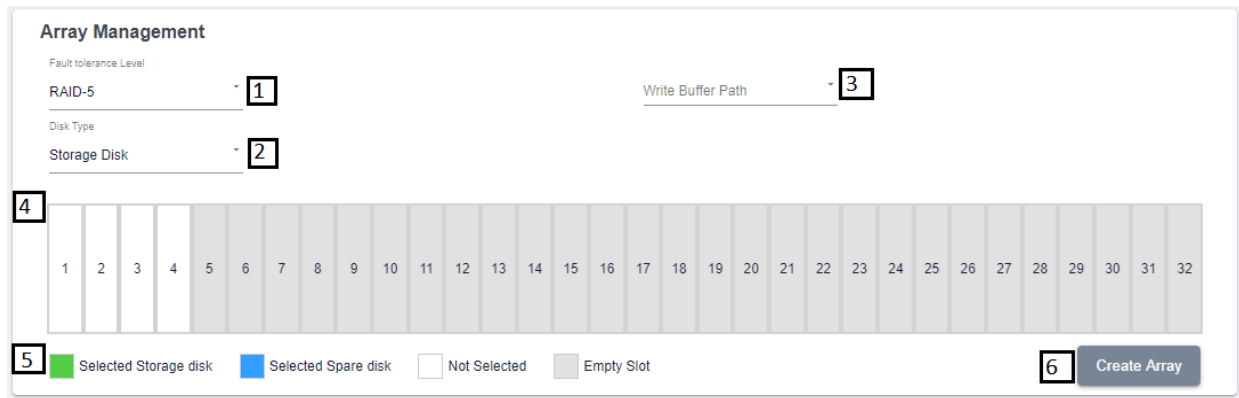 Array Management
Fault tolerance Level
RAID-5 1
Write Buffer Path 3
Disk Type
Storage Disk 2
4
1 2 3 4 5 6 7 8 9 10 11 12 13 14 15 16 17 18 19 20 21 22 23 24 25 26 27 28 29 30 31 32
5 Selected Storage disk Selected Spare disk Not Selected Empty Slot
6 Create Array